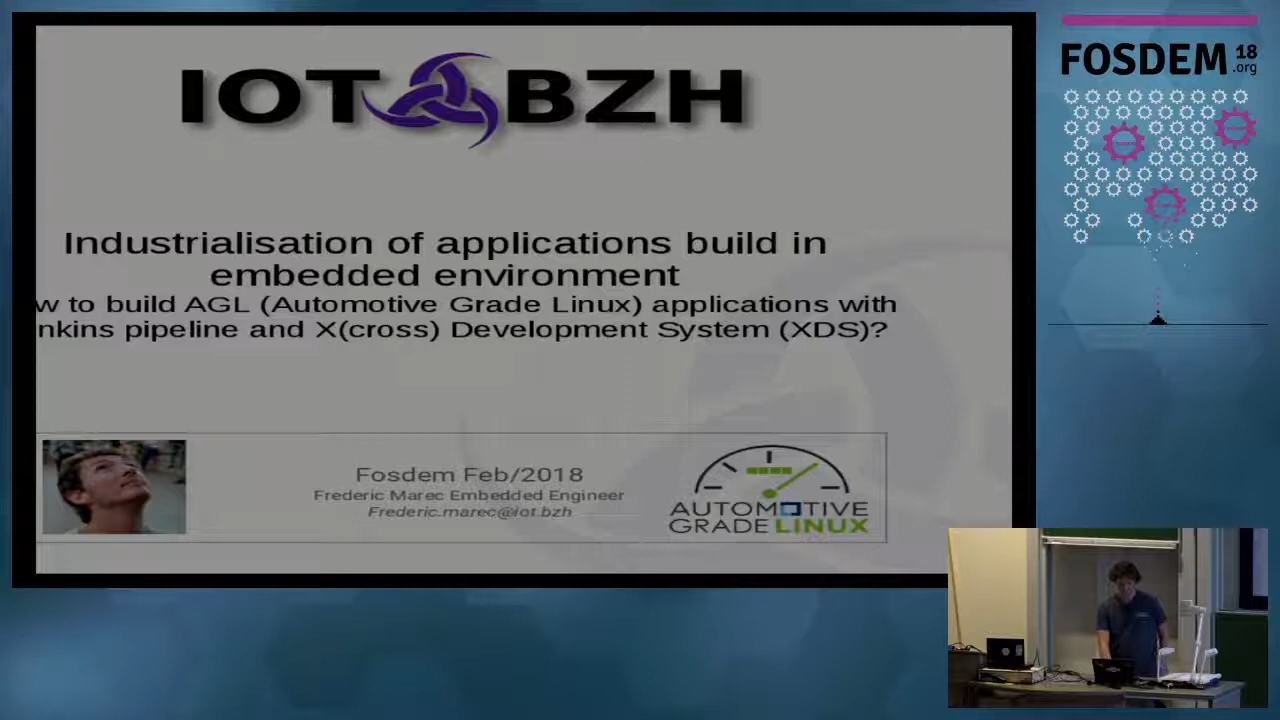 IOT BZH
Industrialisation of applications build in
embedded environment
w to build AGL (Automotive Grade Linux) applications with
nkins pipeline and X(cross) Development System (XDS)?
Fosdem Feb/2018
Frederic Marec Embedded Engineer
Frederic.marec@iot.bzh
AUTOMOTIVE
GRADE LINUX
FOSDEM 18
.org